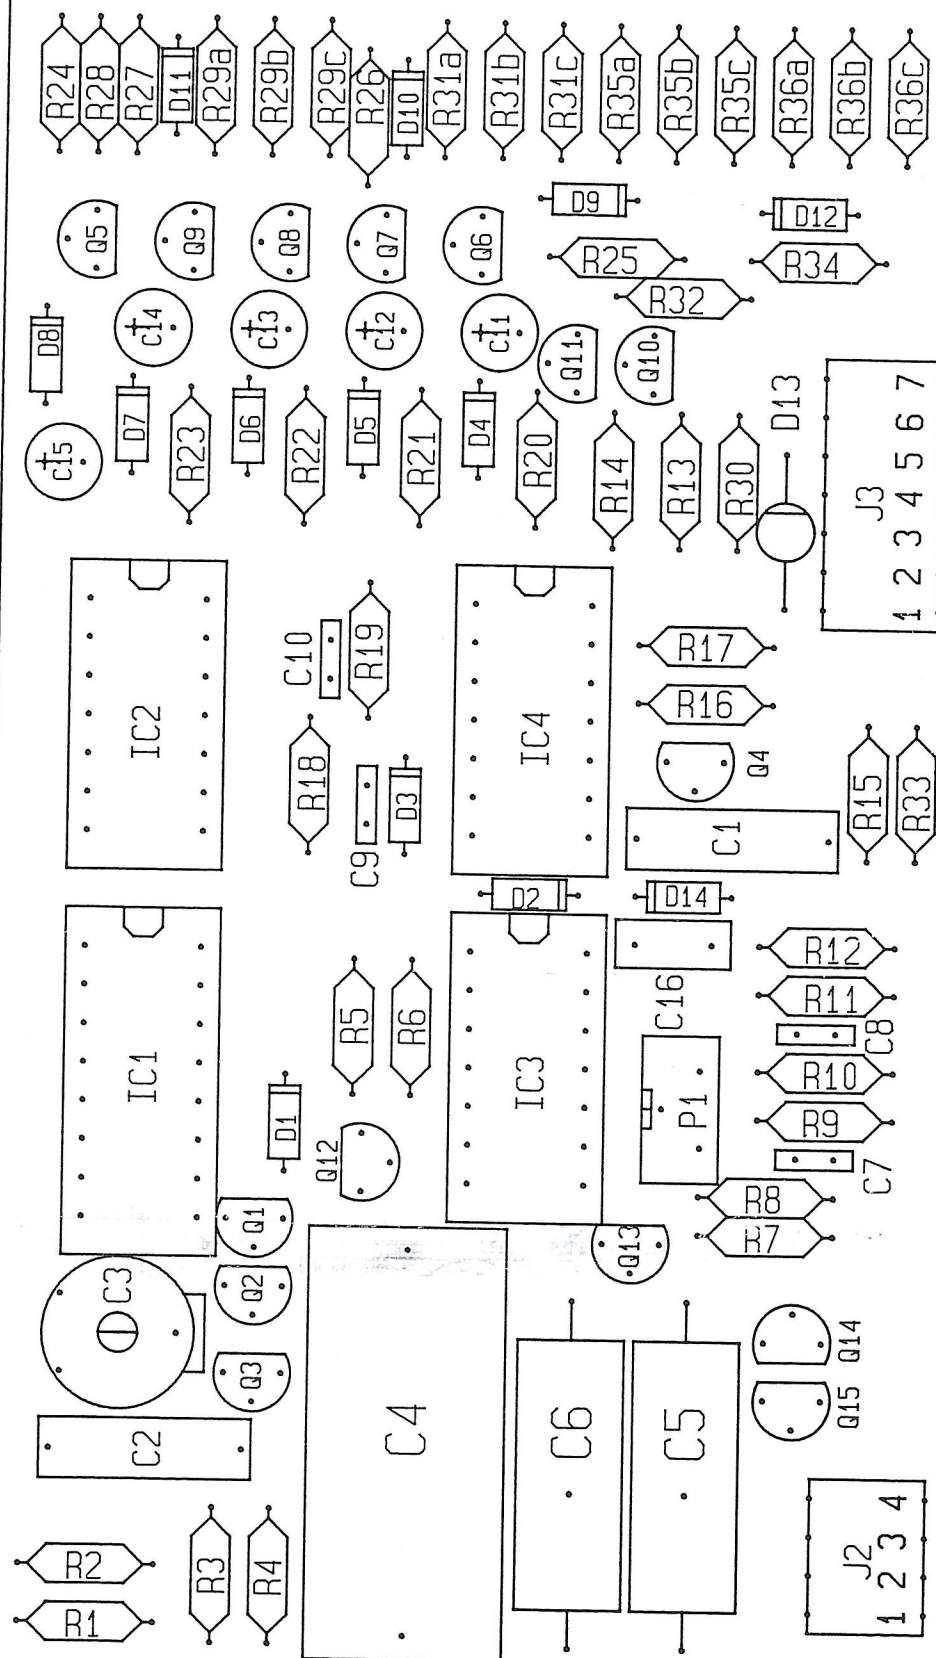 R24
R28
R27
D11
R29a
R29b
R29c
R26
D10
R31a
R31b
R31c
R35a
R35b
R35c
R36a
R36b
R36c
Q5
Q9
Q8
Q7
Q6
D9
D12
R25
R34
R32
D8
C14
C13
C12
C11
Q11
Q10
D13
C15
D7
R23
D6
R22
D5
R21
D4
R20
R14
R13
R30
J3
1 2 3 4 5 6 7
IC2
C10
R19
IC4
R17
R16
R18
C9
D3
Q4
C1
R15
R33
D2
D14
IC1
R5
R6
IC3
C16
R12
R11
C8
R10
P1
R9
C7
D1
Q12
R8
R7
Q1
Q13
C3
Q2
Q3
Q14
Q15
C2
C4
C6
C5
R2
R1
R3
R4
J2
1 2 3 4